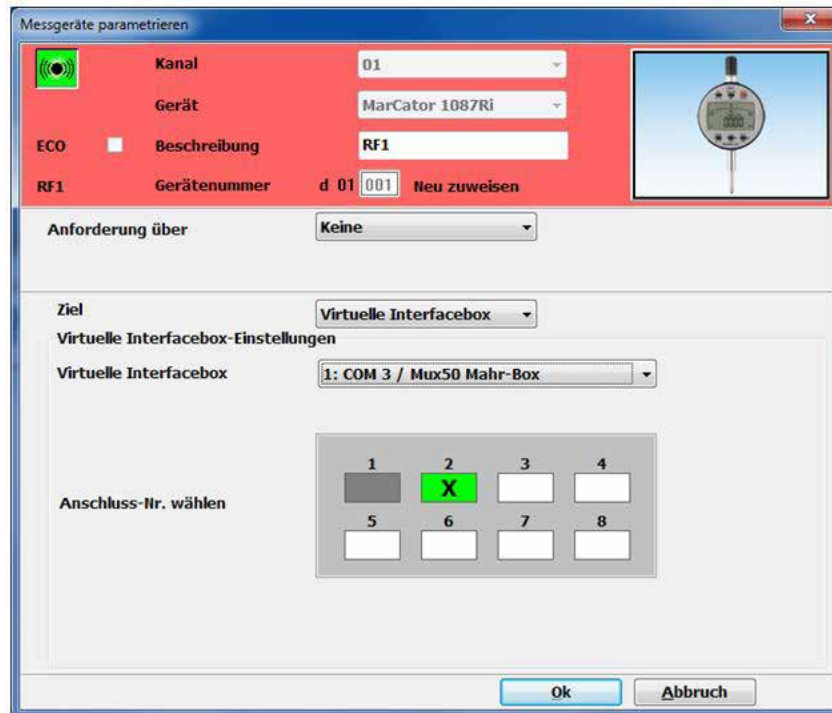 Messgeräte parametrieren
Kanal 01
Gerät MarCator 1087Ri
ECO Beschreibung RF1
RF1 Gerätenummer d 01 001 Neu zuweisen
Anforderung über Keine
Ziel Virtuelle Interfacebox
Virtuelle Interfacebox-Einstellungen
Virtuelle Interfacebox 1: COM 3 / Mux50 Mahr-Box
1 2 3 4
X
Anschluss-Nr. wählen
5 6 7 8
Ok Abbruch